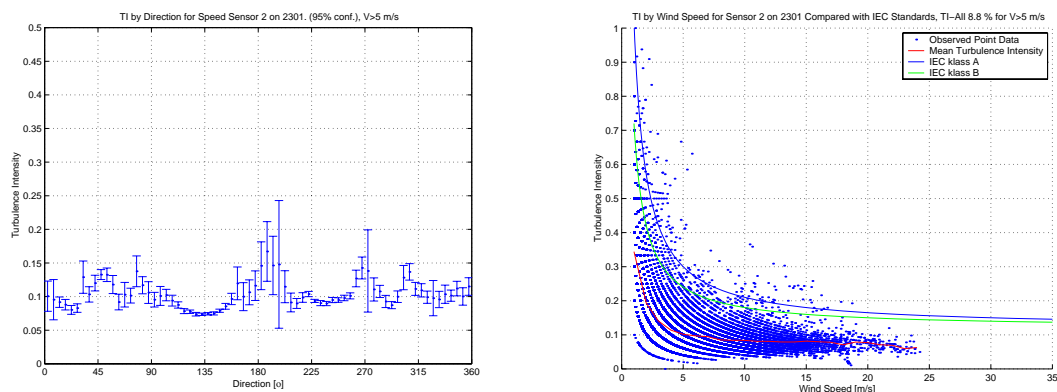 TI by Direction for Speed Sensor 2 on 2301. (95% conf.), V>5 m/s
0.5
0.45
0.4
0.35
0.3
0.25
0.2
0.15
0.1
0.05
0
Turbulence Intensity
0 45 90 135 180 225 270 315 360
Direction [o]
TI by Wind Speed for Sensor 2 on 2301 Compared with IEC Standards, TI−All 8.8 % for V>5 m/s
Observed Point Data
Mean Turbulence Intensity
IEC klass A
IEC klass B
1
0.9
0.8
0.7
0.6
0.5
0.4
0.3
0.2
0.1
0
Turbulence Intensity
0 5 10 15 20 25 30 35
Wind Speed [m/s]